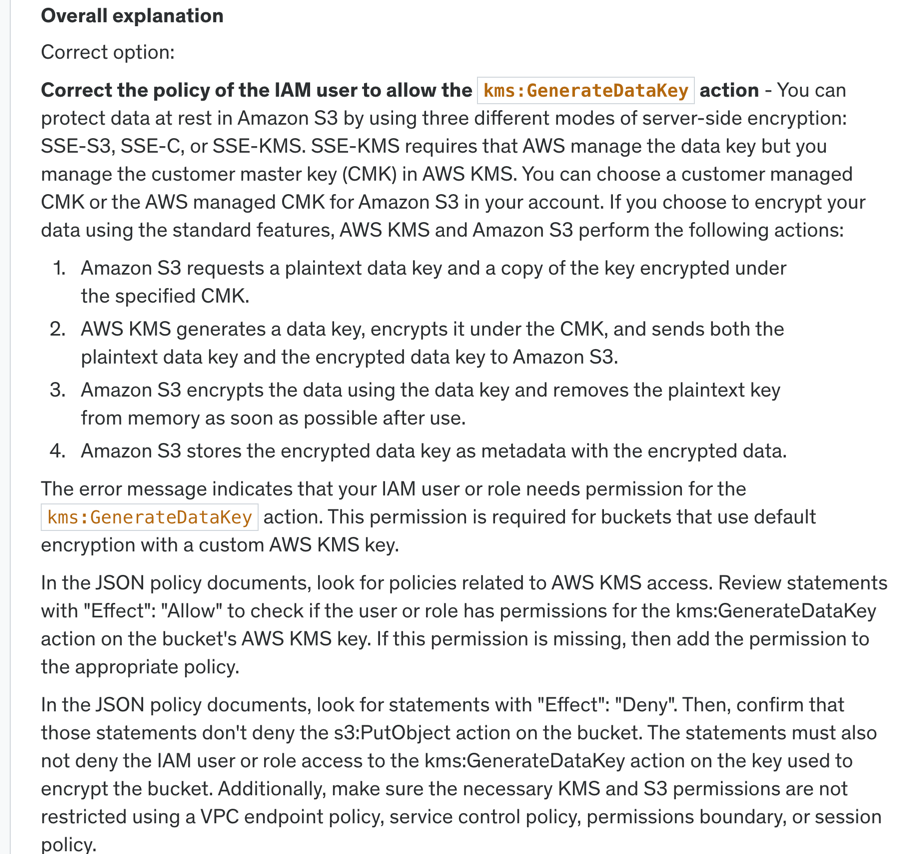 Overall explanation
Correct option:
Correct the policy of the IAM user to allow the kms:GenerateDataKey action - You can
protect data at rest in Amazon S3 by using three different modes of server-side encryption:
SSE-S3, SSE-C, or SSE-KMS. SSE-KMS requires that AWS manage the data key but you
manage the customer master key (CMK) in AWS KMS. You can choose a customer managed
CMK or the AWS managed CMK for Amazon S3 in your account. If you choose to encrypt your
data using the standard features, AWS KMS and Amazon S3 perform the following actions:
1. Amazon S3 requests a plaintext data key and a copy of the key encrypted under
the specified CMK.
2. AWS KMS generates a data key, encrypts it under the CMK, and sends both the
plaintext data key and the encrypted data key to Amazon S3.
3. Amazon S3 encrypts the data using the data key and removes the plaintext key
from memory as soon as possible after use.
4. Amazon S3 stores the encrypted data key as metadata with the encrypted data.
The error message indicates that your IAM user or role needs permission for the
kms:GenerateDataKey action. This permission is required for buckets that use default
encryption with a custom AWS KMS key.
In the JSON policy documents, look for policies related to AWS KMS access. Review statements
with "Effect": "Allow" to check if the user or role has permissions for the kms:GenerateDataKey
action on the bucket's AWS KMS key. If this permission is missing, then add the permission to
the appropriate policy.
In the JSON policy documents, look for statements with "Effect": "Deny". Then, confirm that
those statements don't deny the s3:PutObject action on the bucket. The statements must also
not deny the IAM user or role access to the kms:GenerateDataKey action on the key used to
encrypt the bucket. Additionally, make sure the necessary KMS and S3 permissions are not
restricted using a VPC endpoint policy, service control policy, permissions boundary, or session
policy.